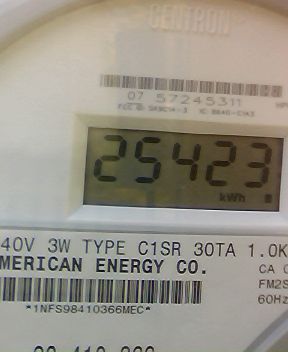 CENTRON
07 57245311
25423
kWh
40V 3W TYPE C1SR 30TA 1.0K
MERICAN ENERGY CO.
CA
FM2S
60Hz
*1NFS98410366MEC*